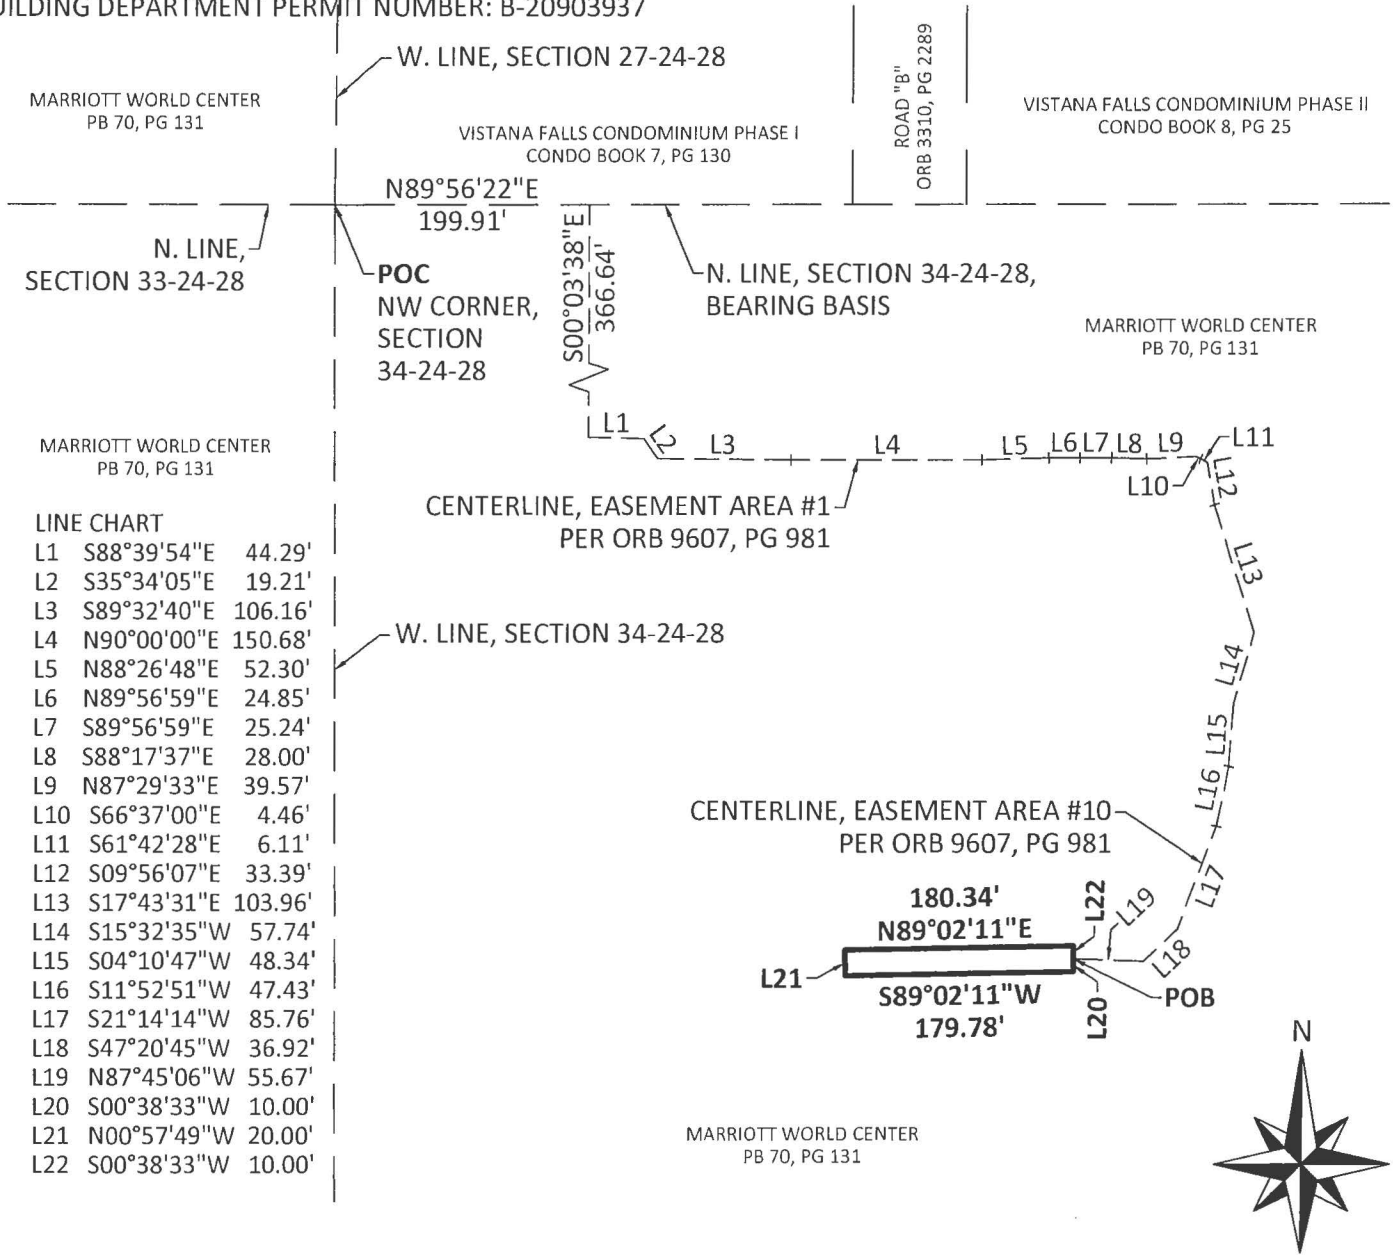 BUILDING DEPARTMENT PERMIT NUMBER: B-20903937
W. LINE, SECTION 27-24-28
MARRIOTT WORLD CENTER
PB 70, PG 131
VISTANA FALLS CONDOMINIUM PHASE I
CONDO BOOK 7, PG 130
ROAD "B"
ORB 3310, PG 2289
VISTANA FALLS CONDOMINIUM PHASE II
CONDO BOOK 8, PG 25
N89°56'22"E
199.91'
N. LINE,
SECTION 33-24-28
POC
NW CORNER,
SECTION
34-24-28
S00°03'38"E
366.64'
N. LINE, SECTION 34-24-28,
BEARING BASIS
MARRIOTT WORLD CENTER
PB 70, PG 131
MARRIOTT WORLD CENTER
PB 70, PG 131
L1
L2
L3
L4
L5
L6
L7
L8
L9
L11
L10
L12
L13
CENTERLINE, EASEMENT AREA #1
PER ORB 9607, PG 981
LINE CHART
L1 S88°39'54"E 44.29'
L2 S35°34'05"E 19.21'
L3 S89°32'40"E 106.16'
L4 N90°00'00"E 150.68'
L5 N88°26'48"E 52.30'
L6 N89°56'59"E 24.85'
L7 S89°56'59"E 25.24'
L8 S88°17'37"E 28.00'
L9 N87°29'33"E 39.57'
L10 S66°37'00"E 4.46'
L11 S61°42'28"E 6.11'
L12 S09°56'07"E 33.39'
L13 S17°43'31"E 103.96'
L14 S15°32'35"W 57.74'
L15 S04°10'47"W 48.34'
L16 S11°52'51"W 47.43'
L17 S21°14'14"W 85.76'
L18 S47°20'45"W 36.92'
L19 N87°45'06"W 55.67'
L20 S00°38'33"W 10.00'
L21 N00°57'49"W 20.00'
L22 S00°38'33"W 10.00'
W. LINE, SECTION 34-24-28
L14
L15
L16
CENTERLINE, EASEMENT AREA #10
PER ORB 9607, PG 981
L17
180.34'
N89°02'11"E
L22
L19
L18
L21
S89°02'11"W
179.78'
L20
POB
N
MARRIOTT WORLD CENTER
PB 70, PG 131